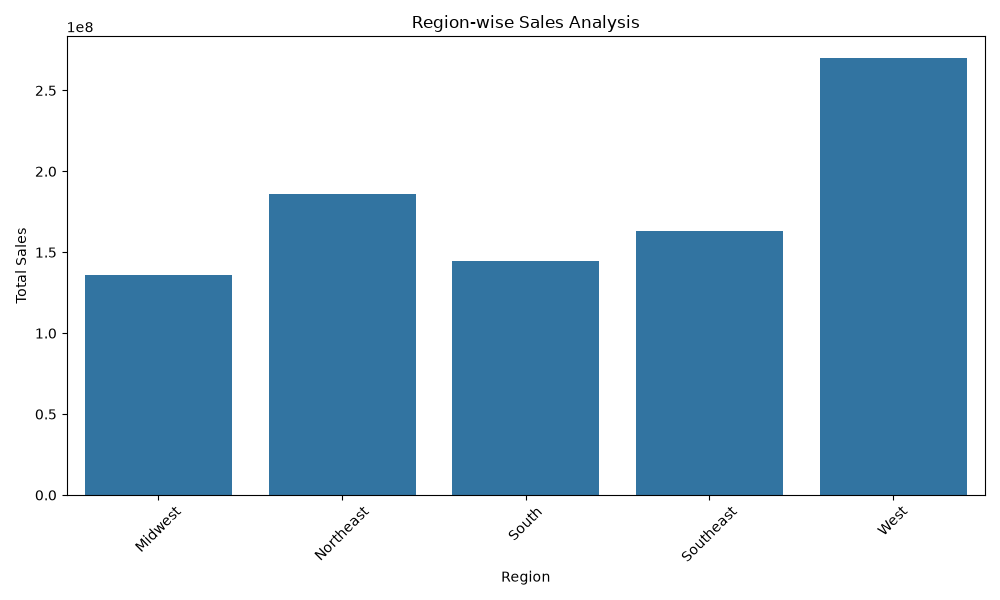 Region-wise Sales Analysis
1e8
2.5
2.0
1.5
1.0
0.5
0.0
Total Sales
Midwest
Northeast
South
Southeast
West
Region